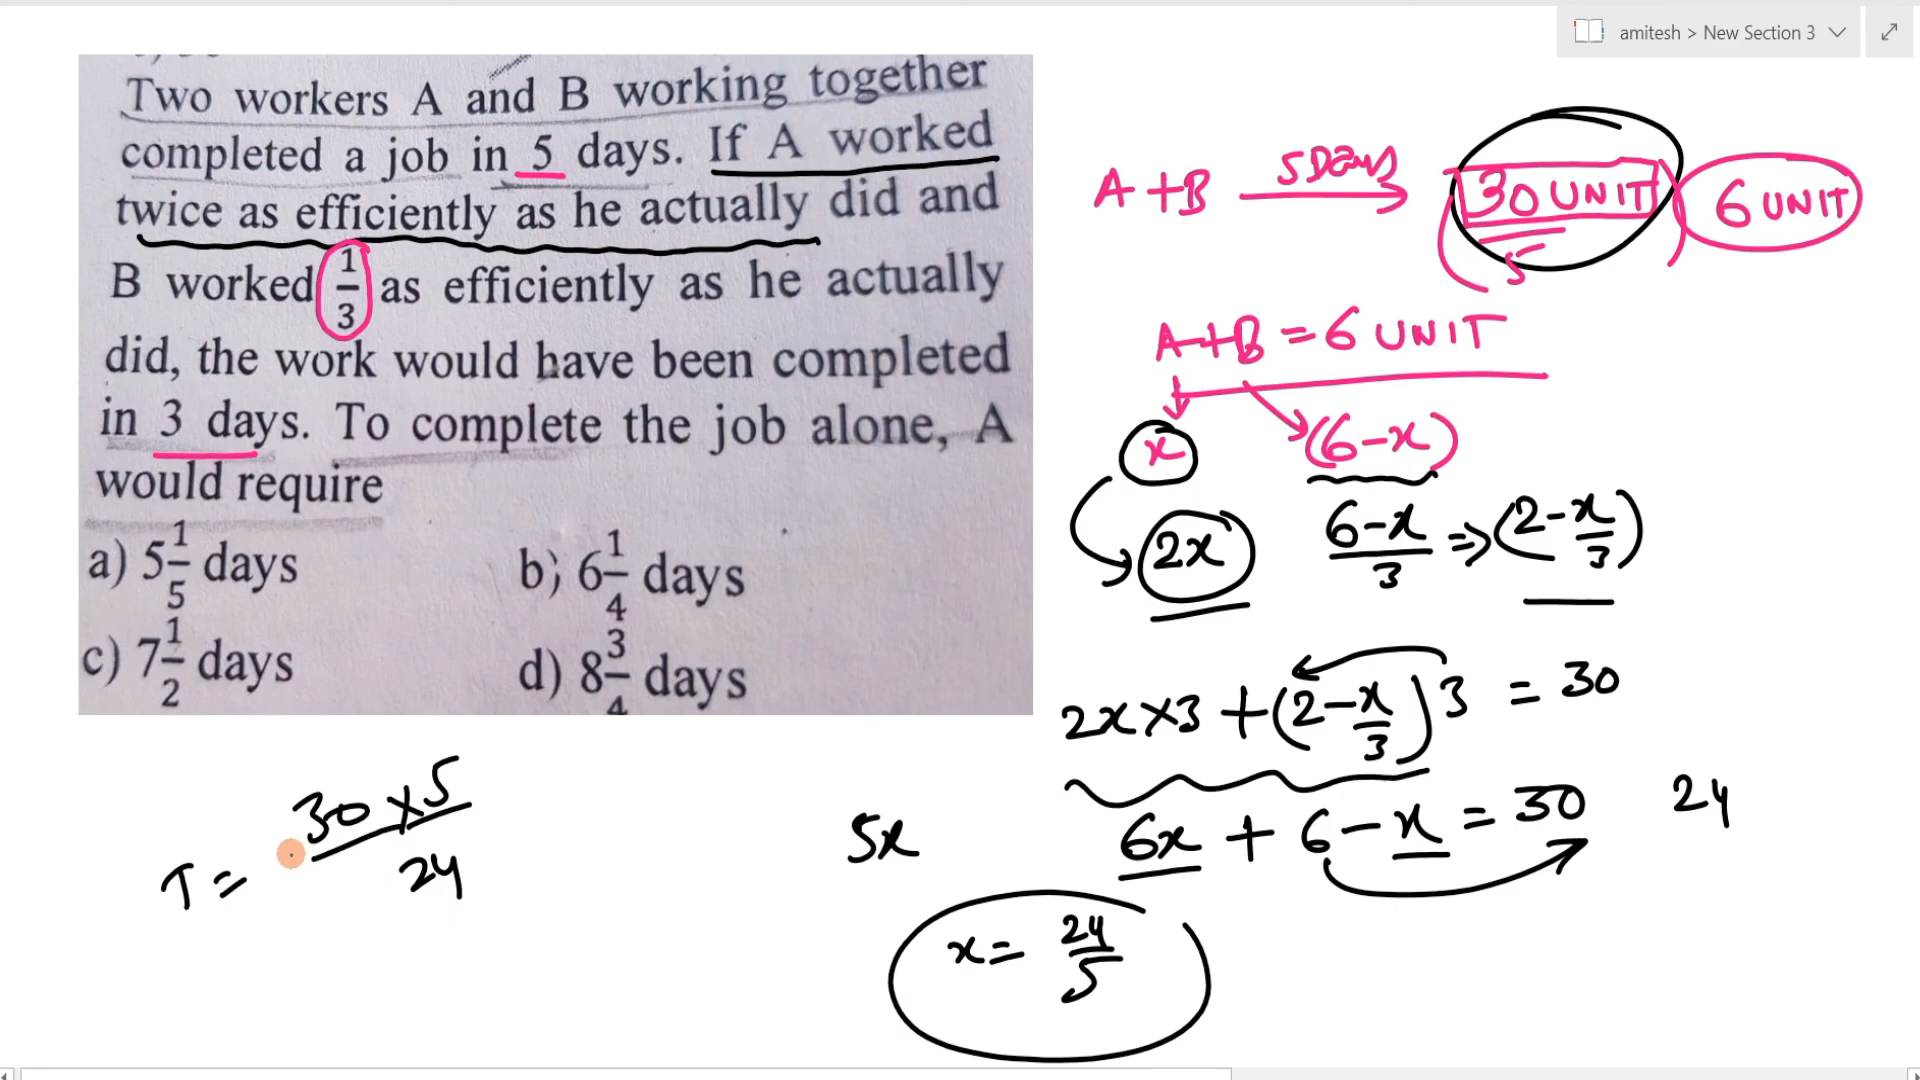 amitesh > New Section 3
Two workers A and B working together
completed a job in 5 days. If A worked
twice as efficiently as he actually did and
B worked 1/3 as efficiently as he actually
did, the work would have been completed
in 3 days. To complete the job alone, A
would require
a) 5 1/5 days
b) 6 1/4 days
c) 7 1/2 days
d) 8 3/4 days
A+B 5 Days 30 UNIT 6 UNIT
5
A+B = 6 UNIT
x (6-x)
2x 6-x/3 => (2-x/3)
2x×3+(2-x/3)3 = 30
6x + 6-x = 30 24
5x
x = 24/5
T = 30×5/24